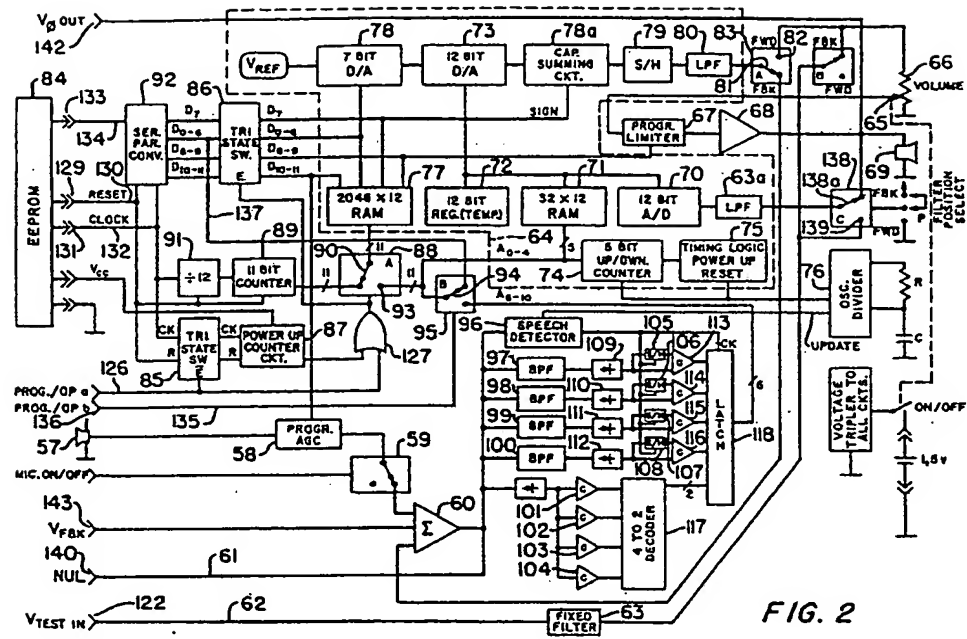 VØ OUT
142
78
73
78a
79
80
83
82
FWD
FBK
VREF
7 BIT D/A
12 BIT D/A
CAP. SUMMING CKT.
S/H
LPF
81
A
FBK
B
FWD
66
VOLUME
65
84
133
92
86
134
SER. PAR. CONV.
D7
D0-6
D8-9
D10-11
TRI STATE SW.
E
D7
D0-6
D8-9
D10-11
SIGN
PROGR. LIMITER
67
68
69
EEPROM
129
130
RESET
CLOCK
131
132
VCC
137
2048 x 12 RAM
77
12 BIT REG.(TEMP)
72
32 x 12 RAM
71
12 BIT A/D
70
63a
LPF
138
138a
139
C
FBK
P
FWD
FILTER POSITION SELECT
91
÷12
89
11 BIT COUNTER
11
90
11
A
88
93
11
64
A0-4
5
74
5 BIT UP/DWN. COUNTER
75
TIMING LOGIC POWER UP RESET
76
OSC. DIVIDER
R
C
UPDATE
B
94
95
A5-10
CK
R
TRI STATE SW
E
85
CK
R
POWER UP COUNTER CKT.
87
127
96
SPEECH DETECTOR
105
106
113
CK
6
97
BPF
109
C
98
BPF
110
C
114
99
BPF
111
C
115
100
BPF
112
C
116
108
107
LATCH
118
PROG./OP a
126
PROG./OP b
136
135
57
PROGR. AGC
58
59
MIC. ON/OFF
143
VFBK
Σ
60
140
NUL
61
101
C
102
C
103
C
104
C
4 TO 2 DECODER
117
2
VOLTAGE TRIPLER TO ALL CKTS.
ON/OFF
1,5v
122
VTEST IN
62
FIXED FILTER
63
FIG. 2